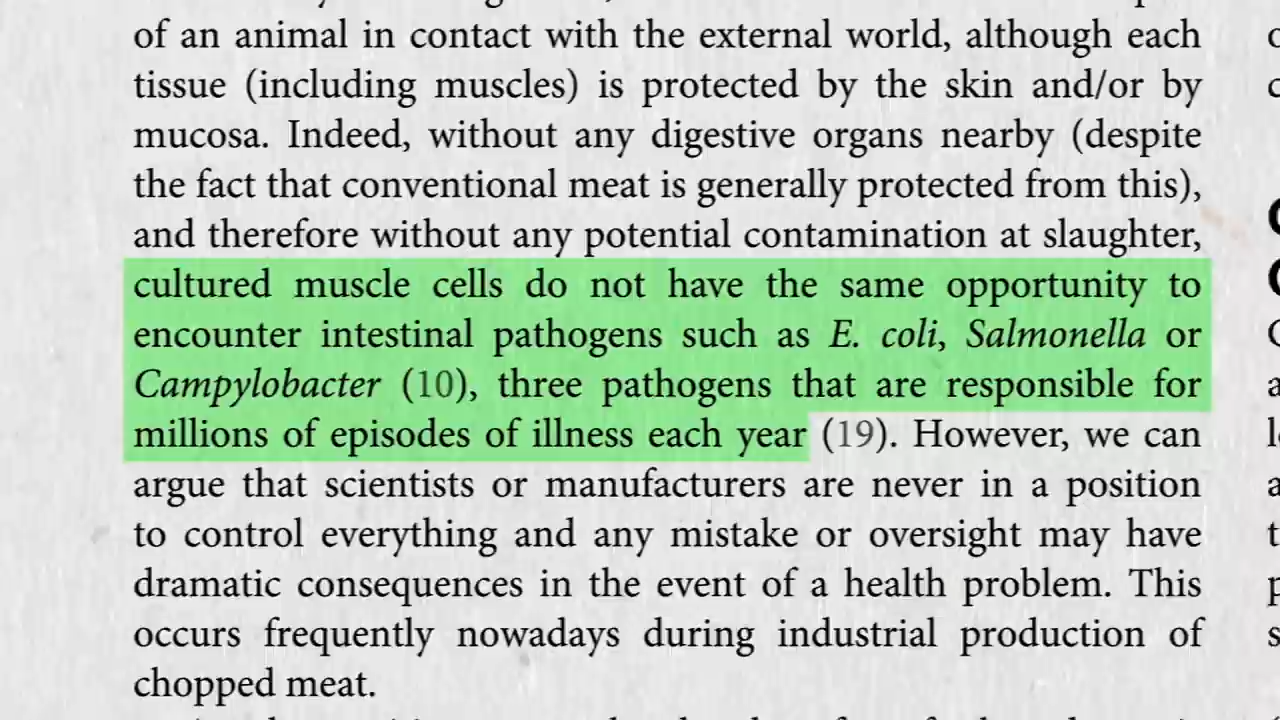 of an animal in contact with the external world, although each
tissue (including muscles) is protected by the skin and/or by
mucosa. Indeed, without any digestive organs nearby (despite
the fact that conventional meat is generally protected from this),
and therefore without any potential contamination at slaughter,
cultured muscle cells do not have the same opportunity to
encounter intestinal pathogens such as E. coli, Salmonella or
Campylobacter (10), three pathogens that are responsible for
millions of episodes of illness each year (19). However, we can
argue that scientists or manufacturers are never in a position
to control everything and any mistake or oversight may have
dramatic consequences in the event of a health problem. This
occurs frequently nowadays during industrial production of
chopped meat.